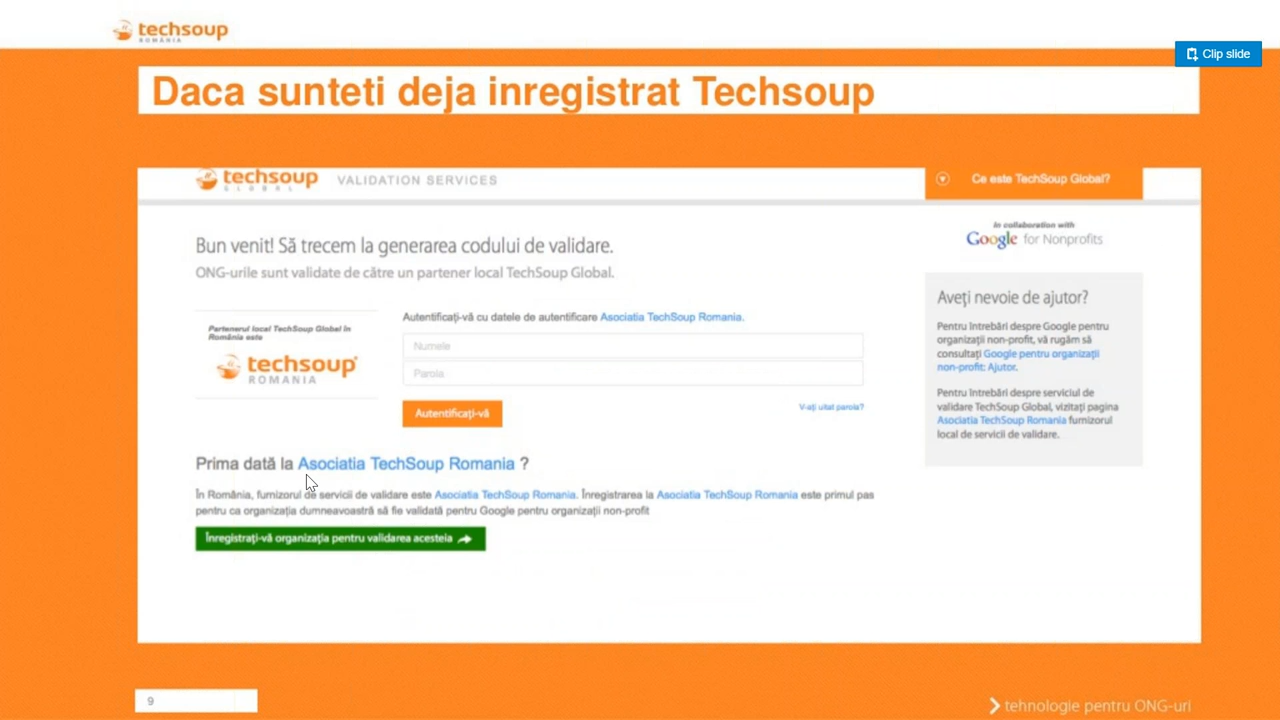 techsoup
ROMÂNIA
Clip slide
Daca sunteti deja inregistrat Techsoup
techsoup
GLOBAL
VALIDATION SERVICES
Ce este TechSoup Global?
In collaboration with
Google for Nonprofits
Bun venit! Să trecem la generarea codului de validare.
ONG-urile sunt validate de către un partener local TechSoup Global.
Partenerul local TechSoup Global în
România este
techsoup
ROMANIA
Autentificați-vă cu datele de autentificare Asociatia TechSoup Romania.
Numele
Parola
Autentificați-vă
V-ați uitat parola?
Aveți nevoie de ajutor?
Pentru întrebări despre Google pentru
organizații non-profit, vă rugăm să
consultați Google pentru organizații
non-profit: Ajutor.
Pentru întrebări despre serviciul de
validare TechSoup Global, vizitați pagina
Asociatia TechSoup Romania furnizorul
local de servicii de validare.
Prima dată la Asociatia TechSoup Romania ?
În România, furnizorul de servicii de validare este Asociatia TechSoup Romania. Înregistrarea la Asociatia TechSoup Romania este primul pas
pentru ca organizația dumneavoastră să fie validată pentru Google pentru organizații non-profit
Înregistrați-vă organizația pentru validarea acesteia
9
tehnologie pentru ONG-uri